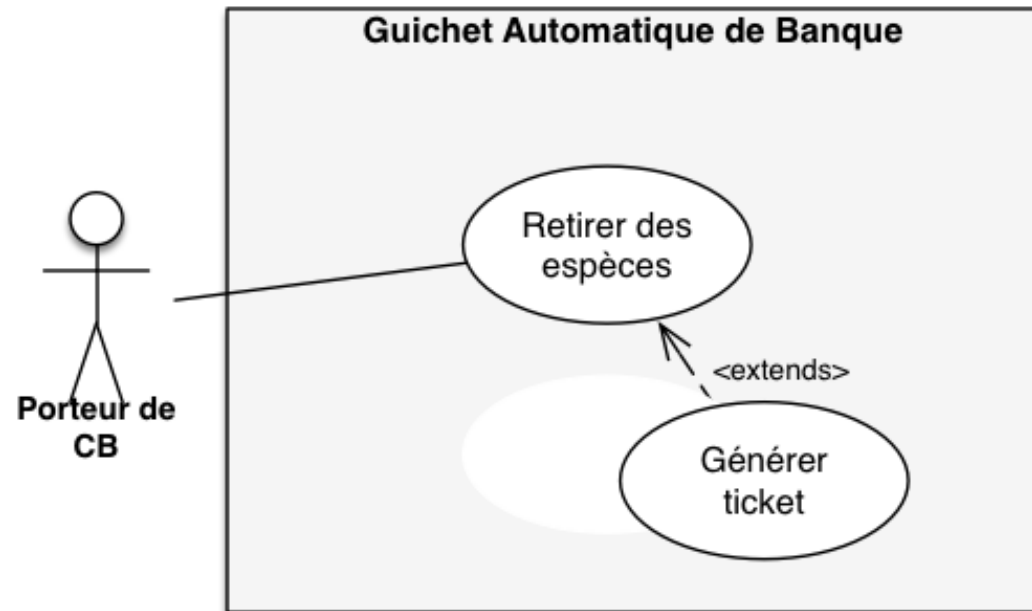 Guichet Automatique de Banque
Retirer des
espèces
<extends>
Porteur de
CB
Générer
ticket